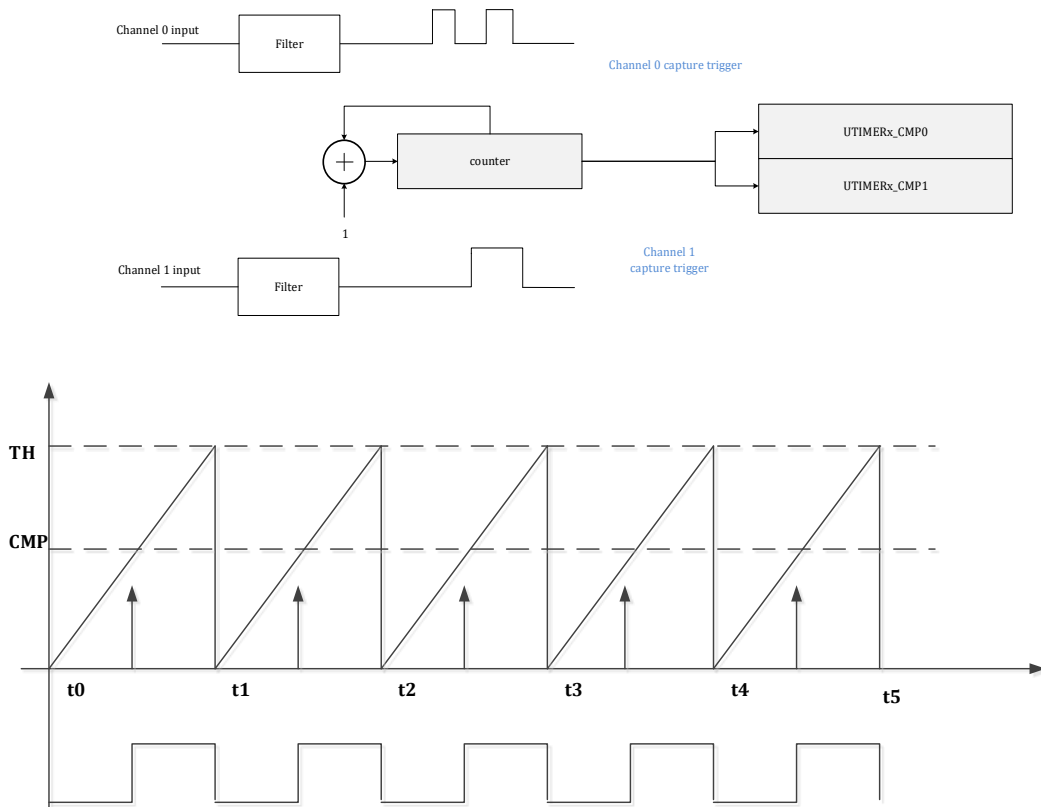 Channel 0 input
Filter
Channel 0 capture trigger
counter
UTIMERx_CMP0
UTIMERx_CMP1
1
Channel 1 input
Filter
Channel 1
capture trigger
TH
CMP
t0
t1
t2
t3
t4
t5